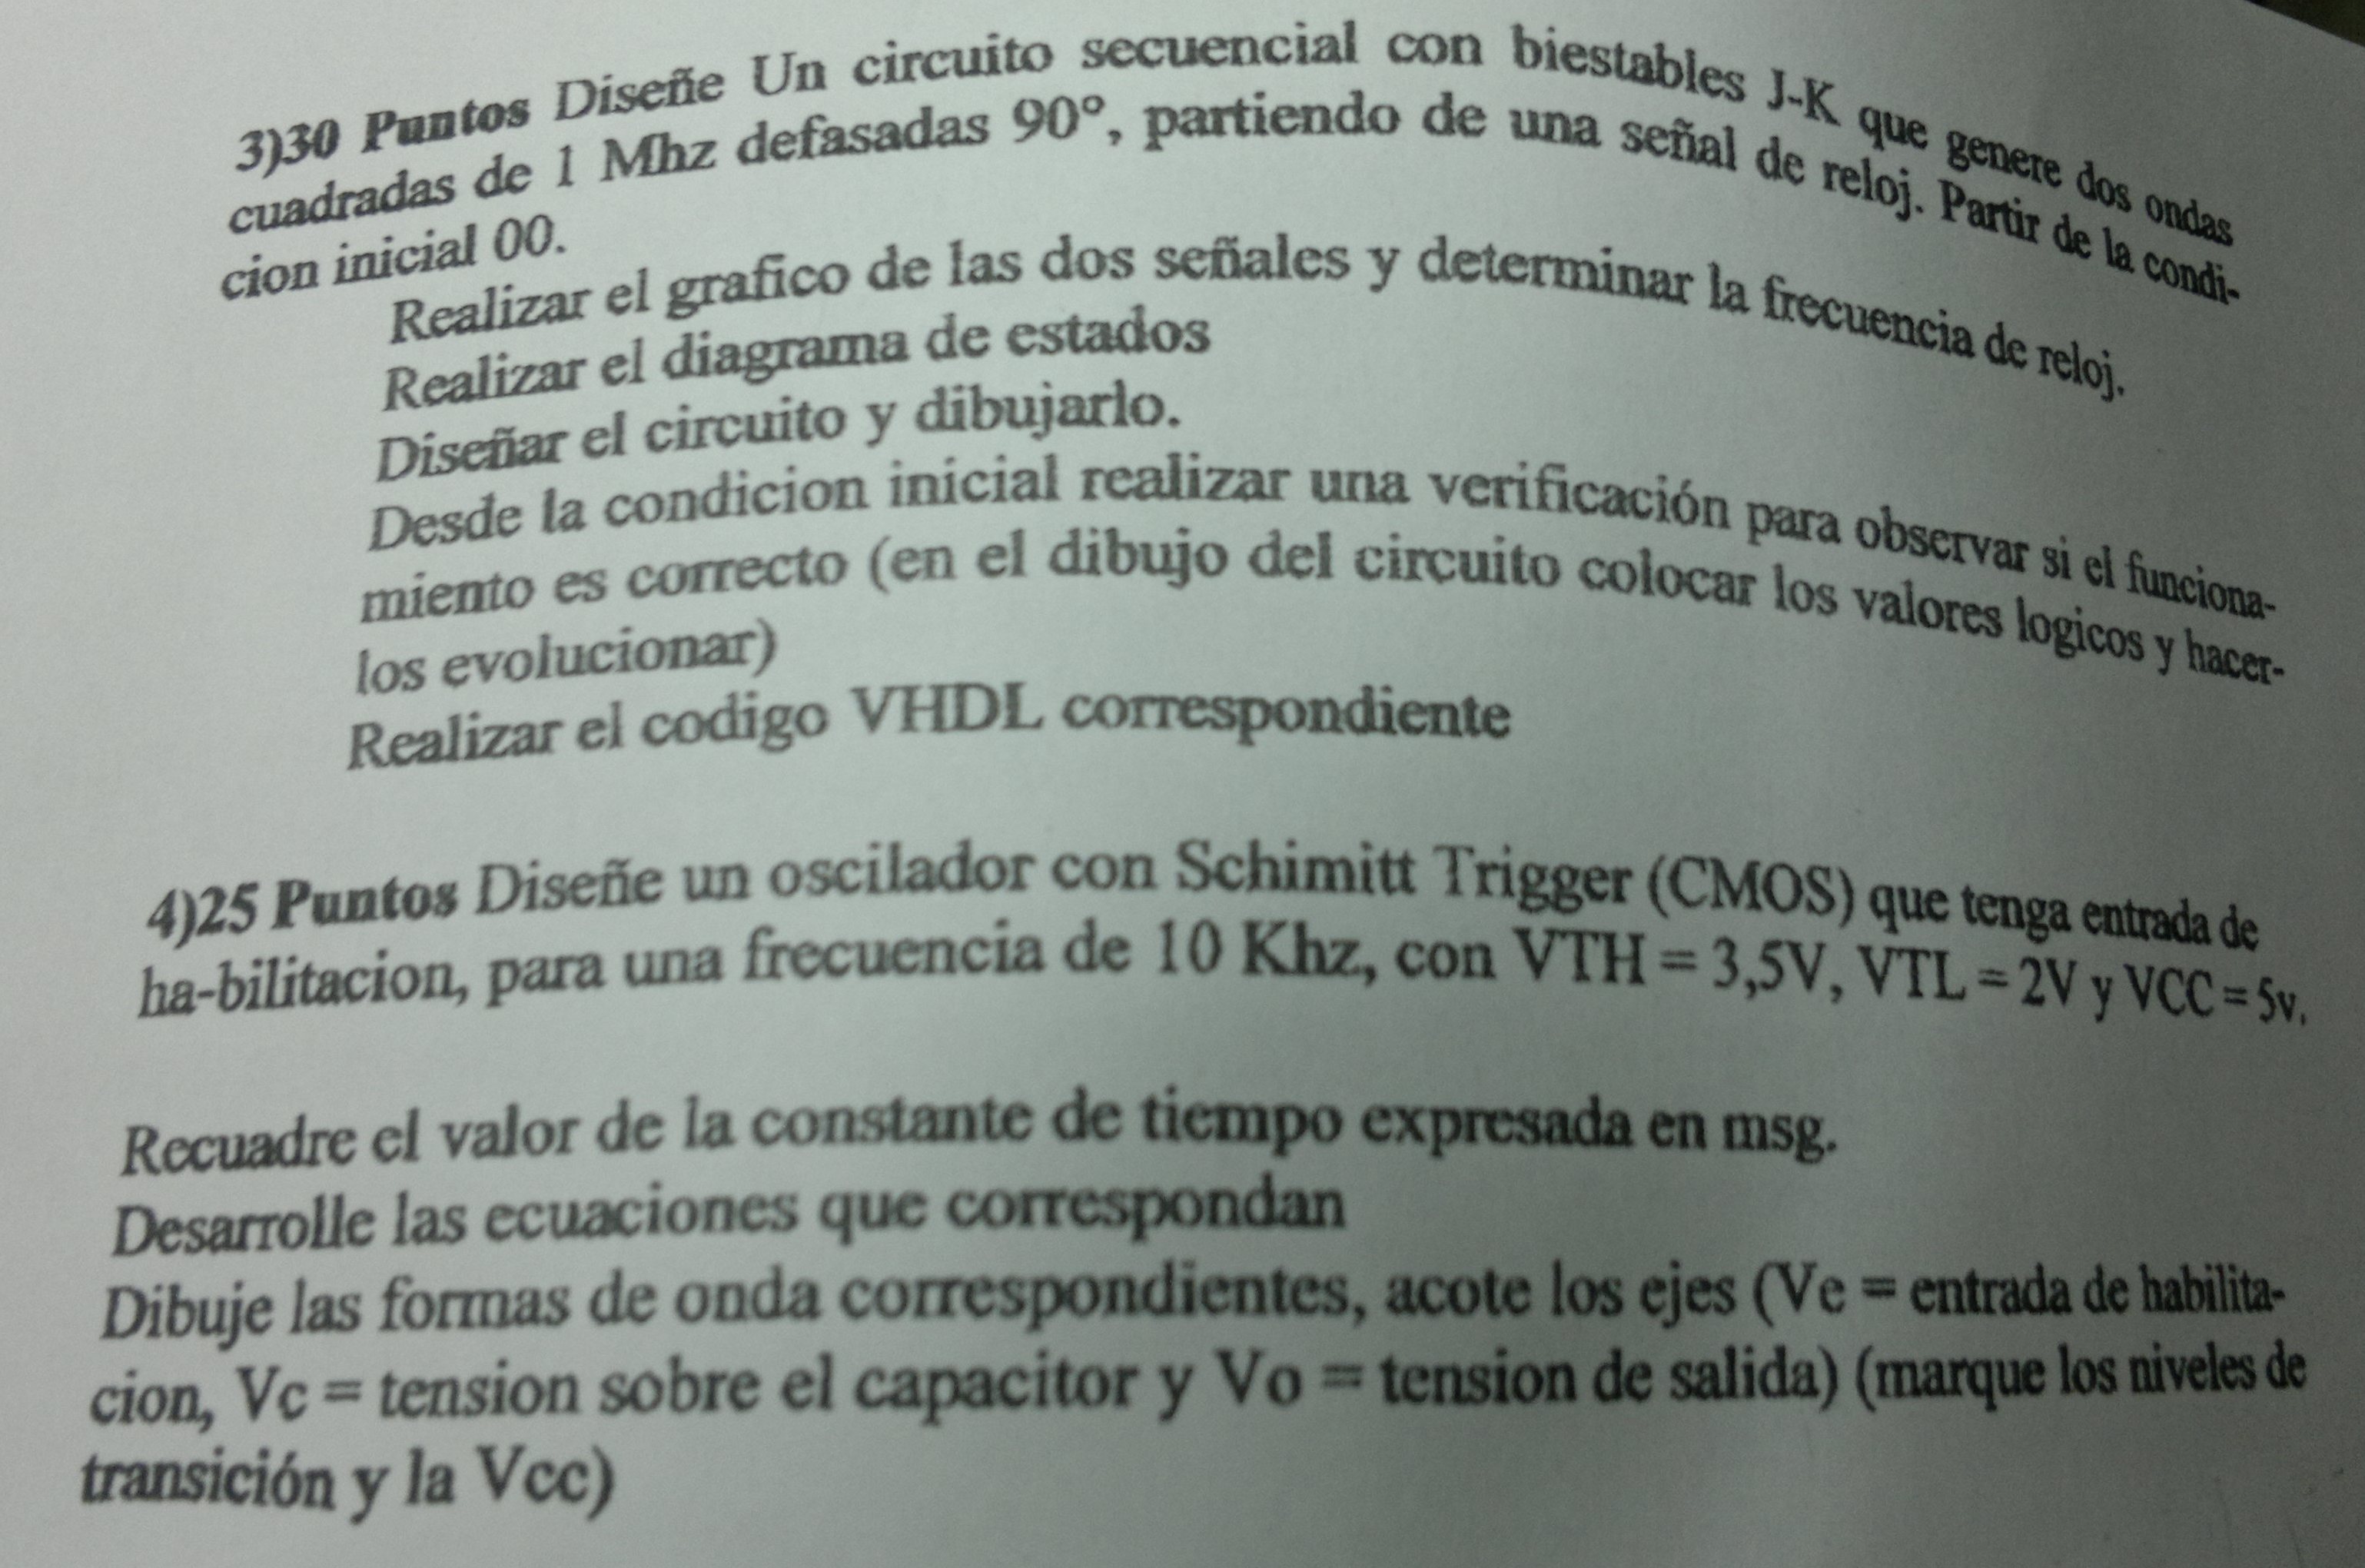 3)30 Puntos Diseñe Un circuito secuencial con biestables J-K que genere dos ondas
cuadradas de 1 Mhz defasadas 90°, partiendo de una señal de reloj. Partir de la condi-
cion inicial 00.
Realizar el grafico de las dos señales y determinar la frecuencia de reloj.
Realizar el diagrama de estados
Diseñar el circuito y dibujarlo.
Desde la condicion inicial realizar una verificación para observar si el funciona-
miento es correcto (en el dibujo del circuito colocar los valores logicos y hacer-
los evolucionar)
Realizar el codigo VHDL correspondiente
4)25 Puntos Diseñe un oscilador con Schimitt Trigger (CMOS) que tenga entrada de
ha-bilitacion, para una frecuencia de 10 Khz, con VTH = 3,5V, VTL = 2V y VCC = 5v.
Recuadre el valor de la constante de tiempo expresada en msg.
Desarrolle las ecuaciones que correspondan
Dibuje las formas de onda correspondientes, acote los ejes (Ve = entrada de habilita-
cion, Vc = tension sobre el capacitor y Vo = tension de salida) (marque los niveles de
transición y la Vcc)